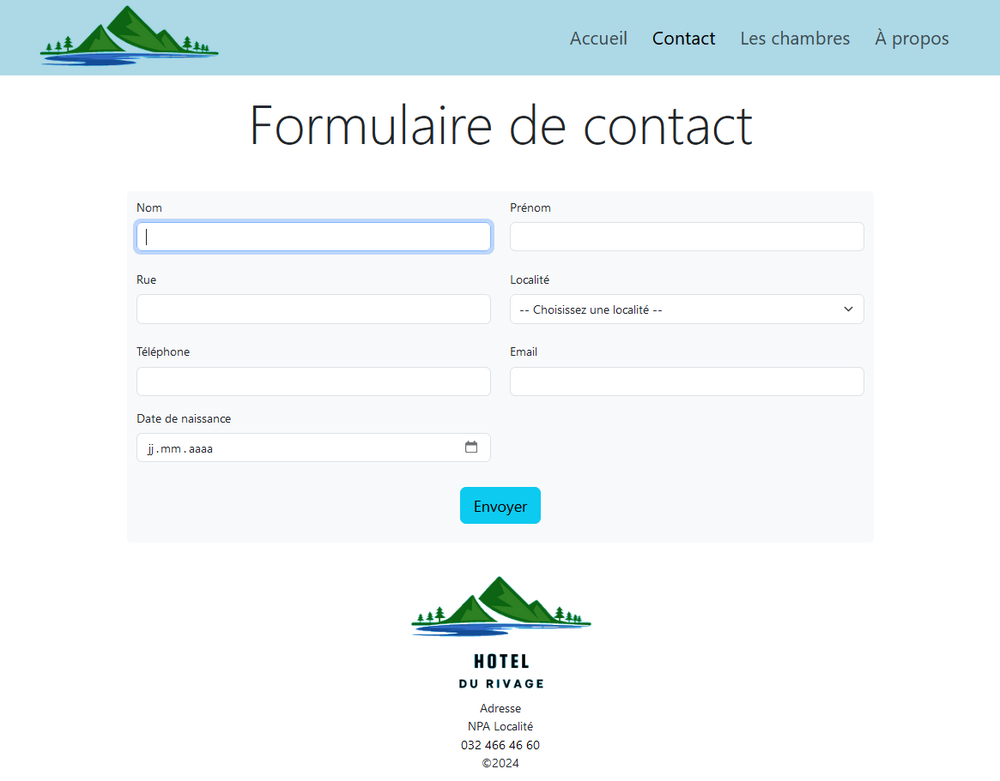 Accueil Contact Les chambres À propos
Formulaire de contact
Nom Prénom
Rue Localité
-- Choisissez une localité --
Téléphone Email
Date de naissance
jj.mm.aaaa
Envoyer
HOTEL
DU RIVAGE
Adresse
NPA Localité
032 466 46 60
©2024